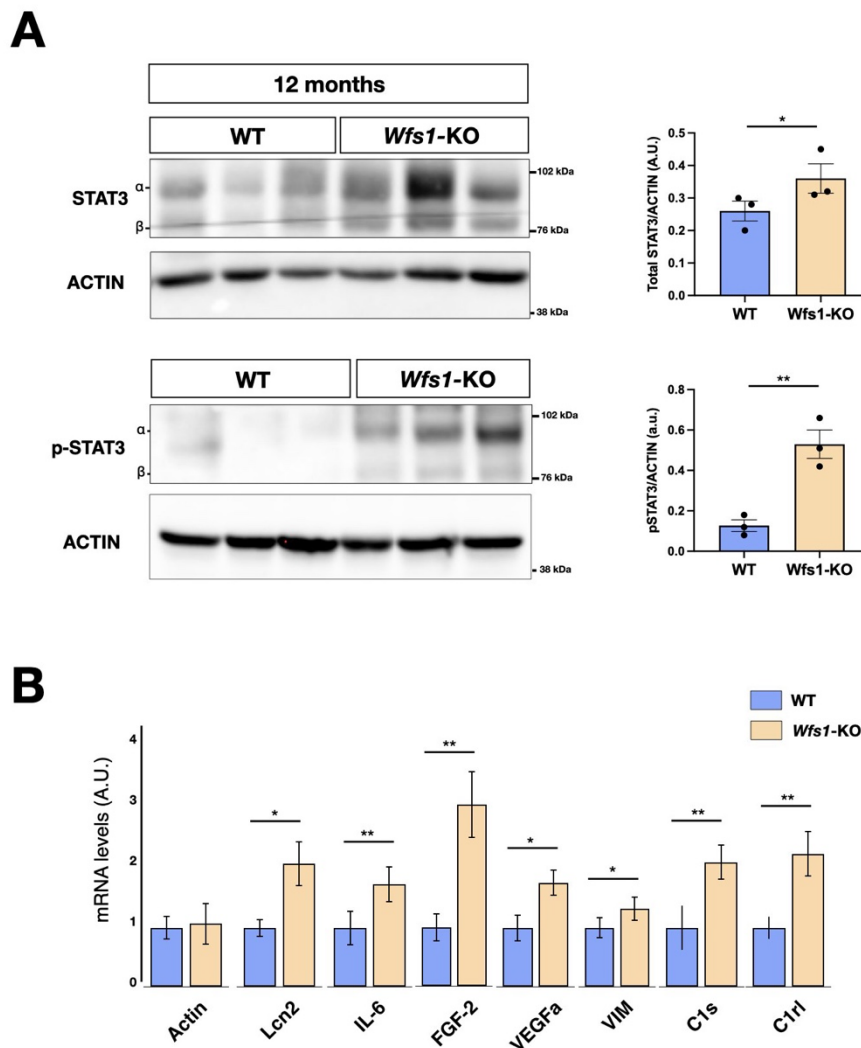 A
12 months
WT
Wfs1-KO
STAT3
α
β
102 kDa
76 kDa
ACTIN
38 kDa
*
0.5
0.4
0.3
0.2
0.1
0.0
Total STAT3/ACTIN (A.U.)
WT
Wfs1-KO
WT
Wfs1-KO
p-STAT3
α
β
102 kDa
76 kDa
ACTIN
38 kDa
**
0.8
0.6
0.4
0.2
0.0
pSTAT3/ACTIN (a.u.)
WT
Wfs1-KO
B
WT
Wfs1-KO
mRNA levels (A.U.)
4
3
2
1
0
*
**
**
*
*
**
**
Actin
Lcn2
IL-6
FGF-2
VEGFa
VIM
C1s
C1rl